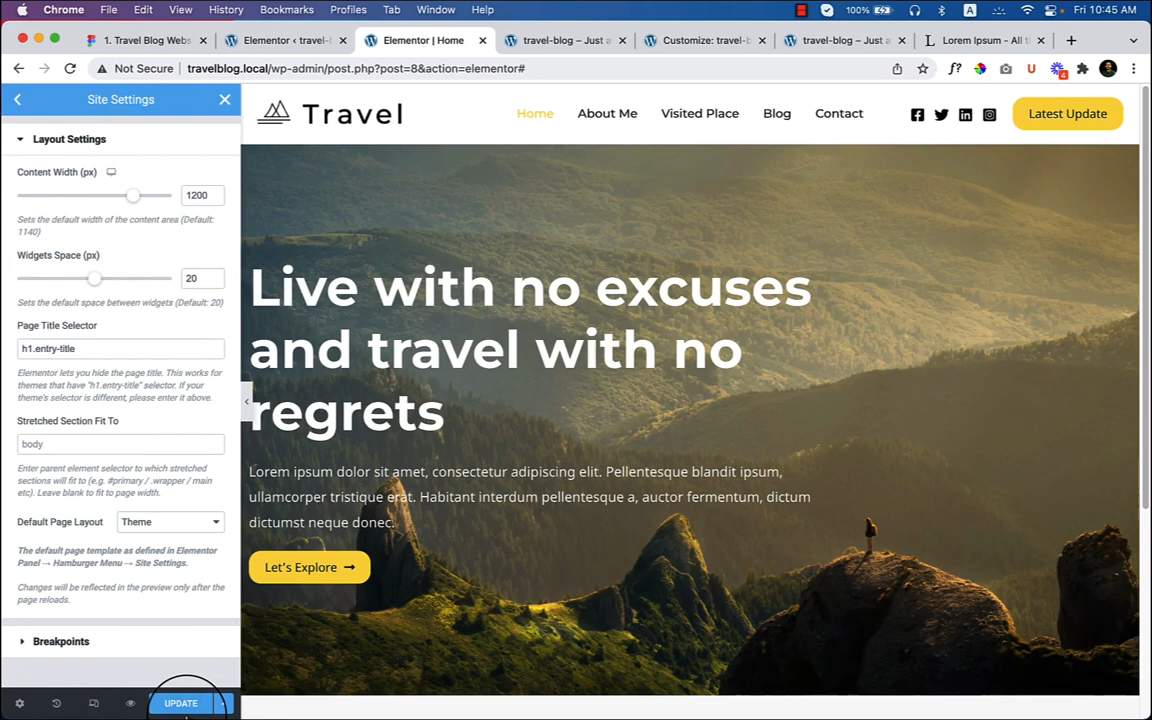 Chrome File Edit View History Bookmarks Profiles Tab Window Help 100% A Fri 10:45 AM
1. Travel Blog Webs
Elementor ‹ travel-l
Elementor | Home
travel-blog – Just a
Customize: travel-b
travel-blog – Just a
Lorem Ipsum - All t
Not Secure travelblog.local/wp-admin/post.php?post=8&action=elementor#
Site Settings
Layout Settings
Content Width (px)
1200
Sets the default width of the content area (Default:
1140)
Widgets Space (px)
20
Sets the default space between widgets (Default: 20)
Page Title Selector
h1.entry-title
Elementor lets you hide the page title. This works for
themes that have "h1.entry-title" selector. If your
theme's selector is different, please enter it above.
Stretched Section Fit To
body
Enter parent element selector to which stretched
sections will fit to (e.g. #primary / .wrapper / main
etc). Leave blank to fit to page width.
Default Page Layout Theme
The default page template as defined in Elementor
Panel → Hamburger Menu → Site Settings.
Changes will be reflected in the preview only after the
page reloads.
Breakpoints
UPDATE
Travel
Home About Me Visited Place Blog Contact
Latest Update
Live with no excuses
and travel with no
regrets
Lorem ipsum dolor sit amet, consectetur adipiscing elit. Pellentesque blandit ipsum,
ullamcorper tristique erat. Habitant interdum pellentesque a, auctor fermentum, dictum
dictumst neque donec.
Let's Explore →